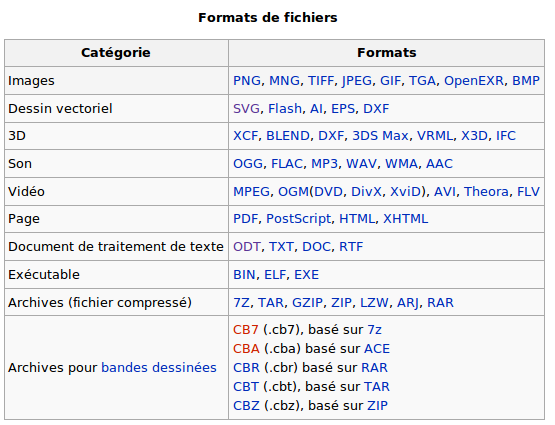 Formats de fichiers
Catégorie Formats
Images PNG, MNG, TIFF, JPEG, GIF, TGA, OpenEXR, BMP
Dessin vectoriel SVG, Flash, AI, EPS, DXF
3D XCF, BLEND, DXF, 3DS Max, VRML, X3D, IFC
Son OGG, FLAC, MP3, WAV, WMA, AAC
Vidéo MPEG, OGM(DVD, DivX, XviD), AVI, Theora, FLV
Page PDF, PostScript, HTML, XHTML
Document de traitement de texte ODT, TXT, DOC, RTF
Exécutable BIN, ELF, EXE
Archives (fichier compressé) 7Z, TAR, GZIP, ZIP, LZW, ARJ, RAR
Archives pour bandes dessinées
CB7 (.cb7), basé sur 7z
CBA (.cba) basé sur ACE
CBR (.cbr) basé sur RAR
CBT (.cbt), basé sur TAR
CBZ (.cbz), basé sur ZIP